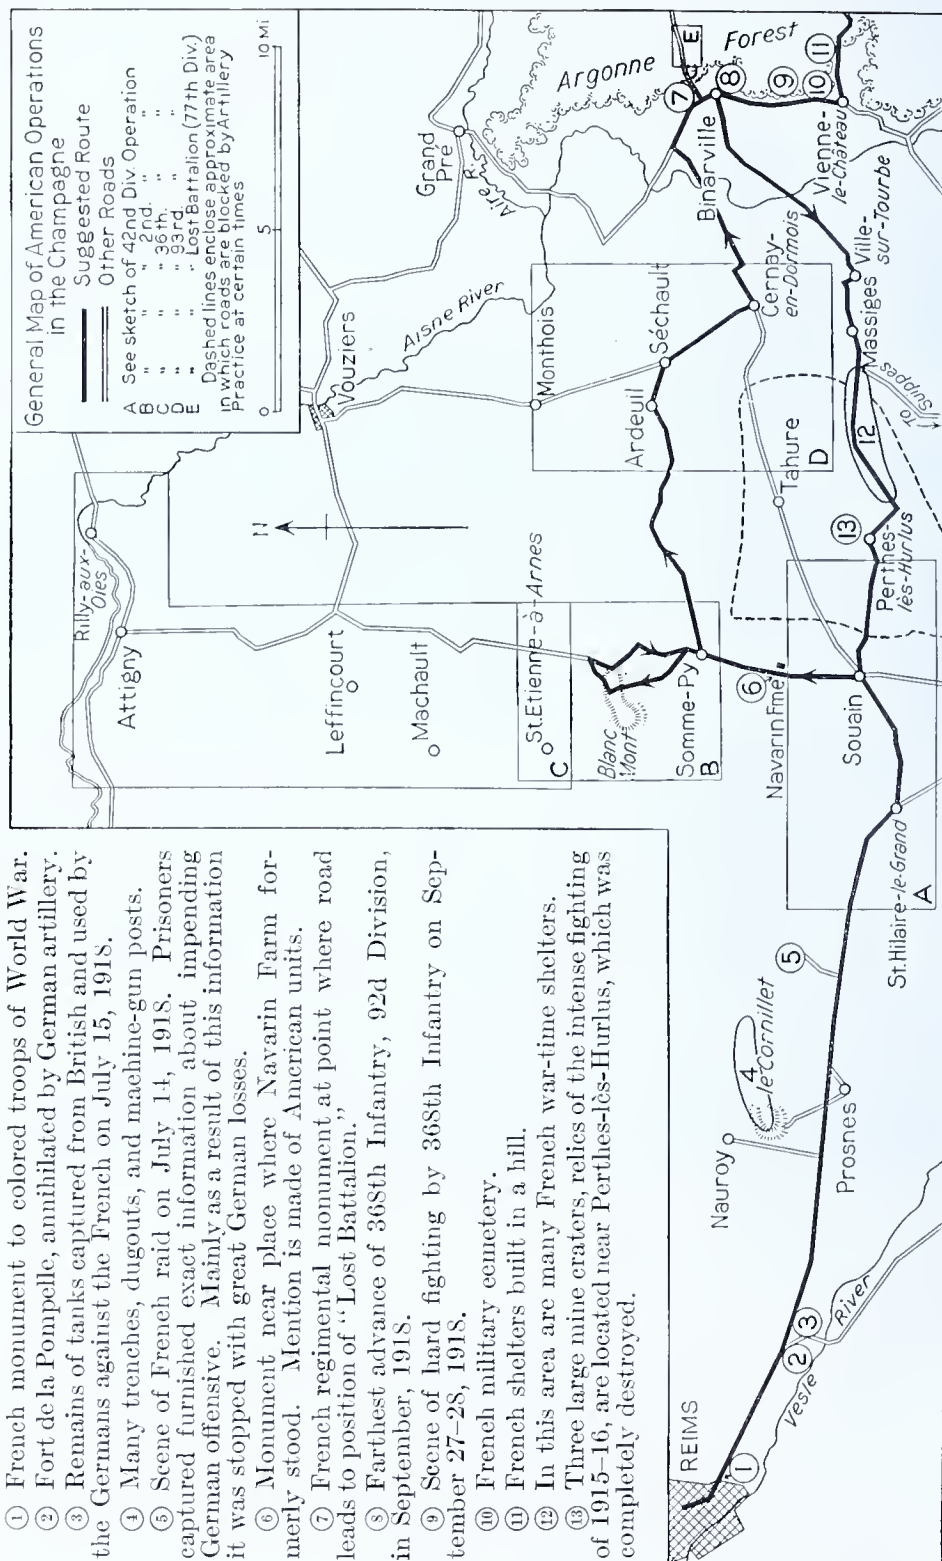 ① French monument to colored troops of World War.
② Fort de la Pompelle, annihilated by German artillery.
③ Remains of tanks captured from British and used by
the Germans against the French on July 15, 1918.
④ Many trenches, dugouts, and machine-gun posts.
⑤ Scene of French raid on July 14, 1918. Prisoners
captured furnished exact information about impending
German offensive. Mainly as a result of this information
it was stopped with great German losses.
⑥ Monument near place where Navarin Farm for-
merly stood. Mention is made of American units.
⑦ French regimental monument at point where road
leads to position of "Lost Battalion."
⑧ Farthest advance of 368th Infantry, 92d Division,
in September, 1918.
⑨ Scene of hard fighting by 368th Infantry on Sep-
tember 27-28, 1918.
⑩ French military cemetery.
⑪ French shelters built in a hill.
⑫ In this area are many French war-time shelters.
⑬ Three large mine craters, relics of the intense fighting
of 1915-16, are located near Perthes-lès-Hurlus, which was
completely destroyed.
General Map of American Operations
in the Champagne
Suggested Route
Other Roads
A See sketch of 42nd Div. Operation
B " " " 2nd. " "
C " " " 36th. " "
D " " " 93rd. " "
E " " " Lost Battalion (77th Div.)
Dashed lines enclose approximate area
in which roads are blocked by Artillery
Practice at certain times
0 5 10 Mi
Rilly-aux-
Oies
Attigny
N
Vouziers
Aisne River
Grand
Pré
Aire R.
Leffincourt
Machault
St. Etienne-à-Arnes
C
Blanc
Mont
Somme-Py
B
Monthois
Séchault
Ardeuil
Cernay-
en-Dormois
Argonne
Forest
E
7
8
Binarville
9
10
11
Vienne-
le-Château
Ville-
sur-Tourbe
Massiges
To
Suippes
12
Tahure
D
13
Perthes-
lès-Hurlus
6
Navarin Fme
Souain
St. Hilaire-le-Grand
A
5
4
le Cornillet
Nauroy
Prosnes
REIMS
1
2
3
Vesle
River